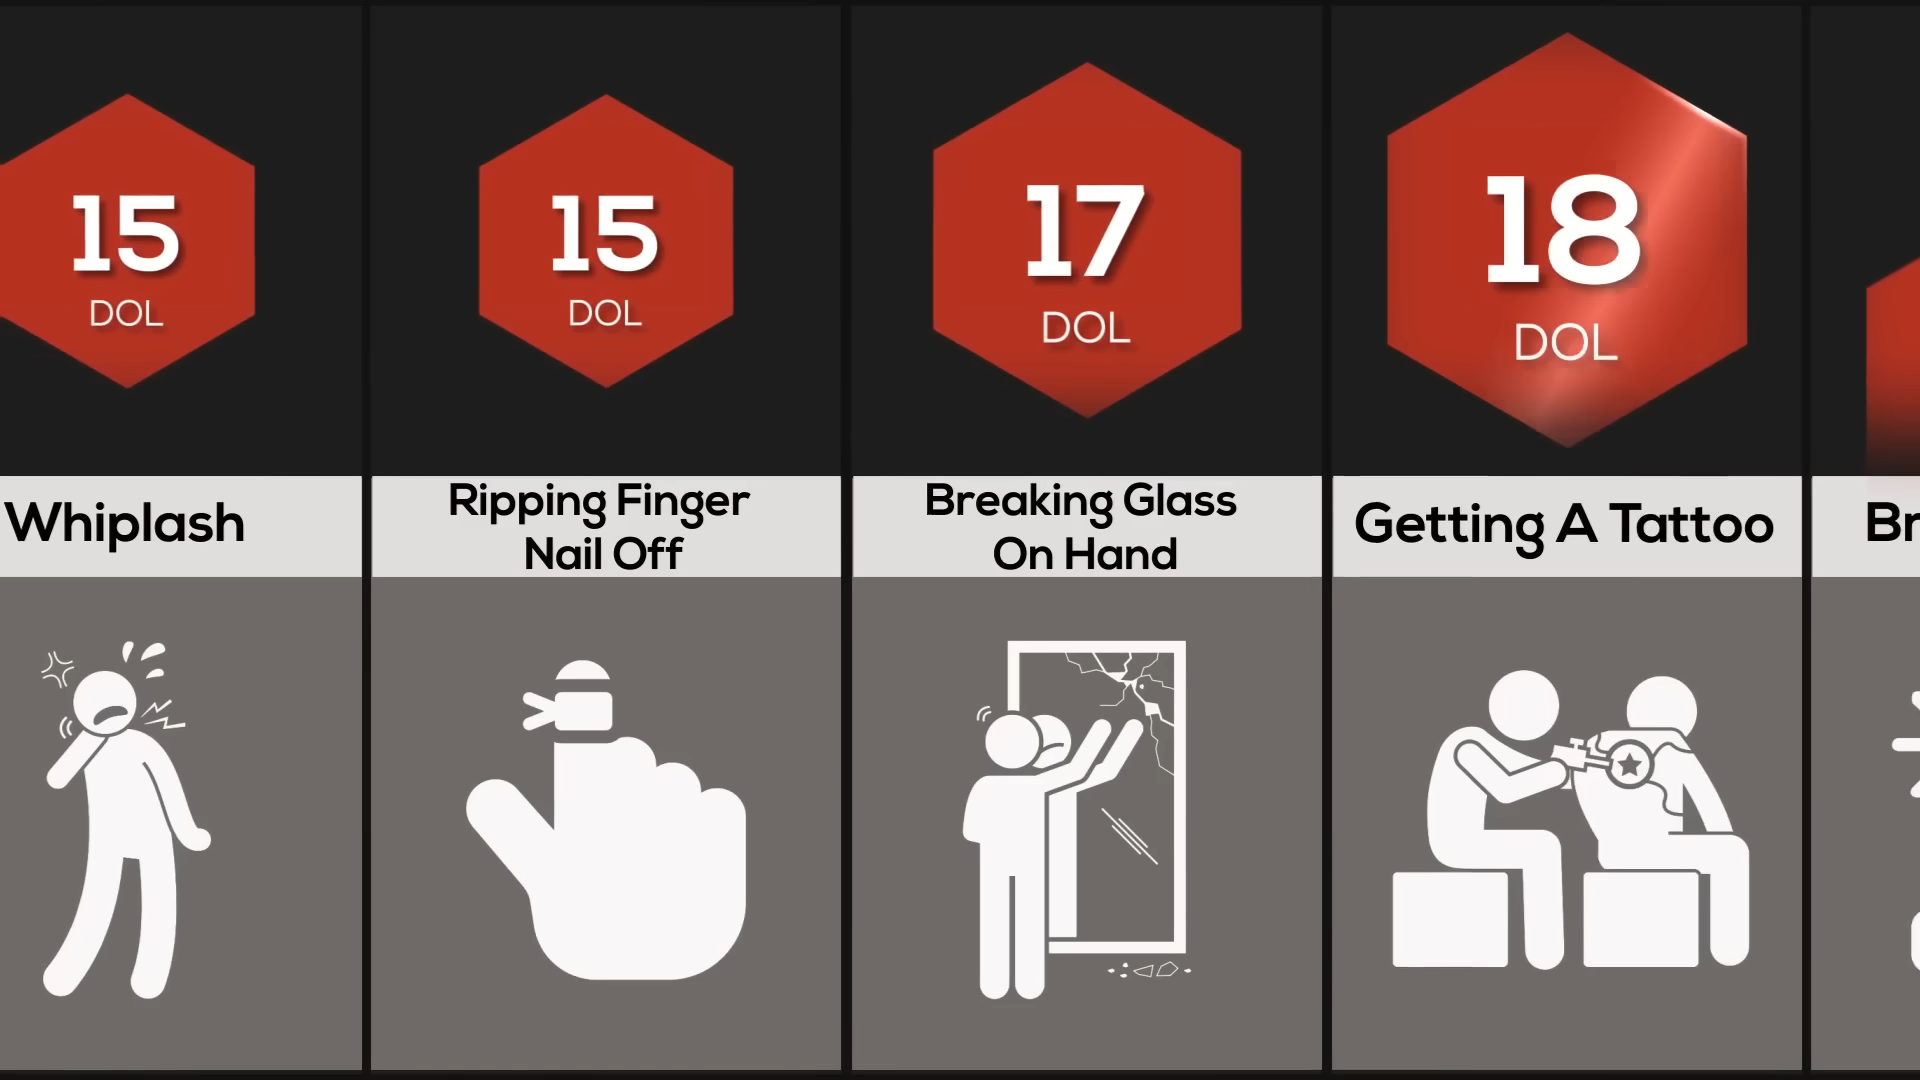 15
DOL
Whiplash
15
DOL
Ripping Finger
Nail Off
17
DOL
Breaking Glass
On Hand
18
DOL
Getting A Tattoo
Br